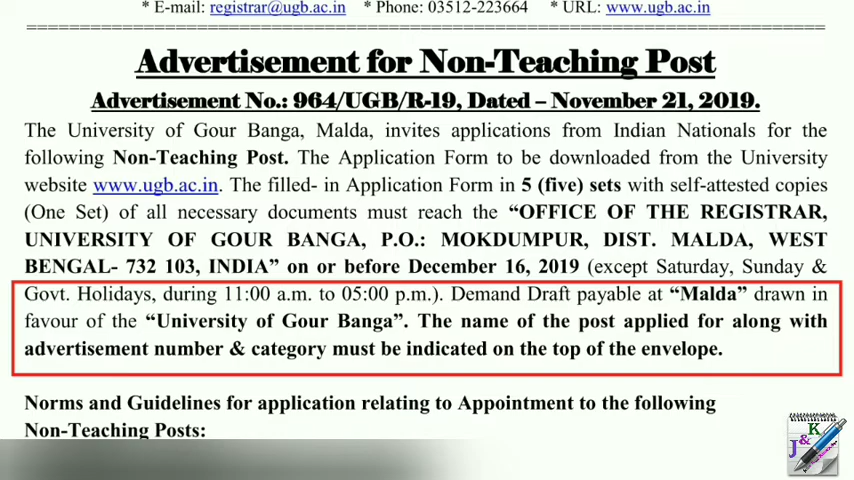 * E-mail: registrar@ugb.ac.in * Phone: 03512-223664 * URL: www.ugb.ac.in
Advertisement for Non-Teaching Post
Advertisement No.: 964/UGB/R-19, Dated – November 21, 2019.
The University of Gour Banga, Malda, invites applications from Indian Nationals for the
following Non-Teaching Post. The Application Form to be downloaded from the University
website www.ugb.ac.in. The filled- in Application Form in 5 (five) sets with self-attested copies
(One Set) of all necessary documents must reach the “OFFICE OF THE REGISTRAR,
UNIVERSITY OF GOUR BANGA, P.O.: MOKDUMPUR, DIST. MALDA, WEST
BENGAL- 732 103, INDIA” on or before December 16, 2019 (except Saturday, Sunday &
Govt. Holidays, during 11:00 a.m. to 05:00 p.m.). Demand Draft payable at “Malda” drawn in
favour of the “University of Gour Banga”. The name of the post applied for along with
advertisement number & category must be indicated on the top of the envelope.
Norms and Guidelines for application relating to Appointment to the following
Non-Teaching Posts:
J&K